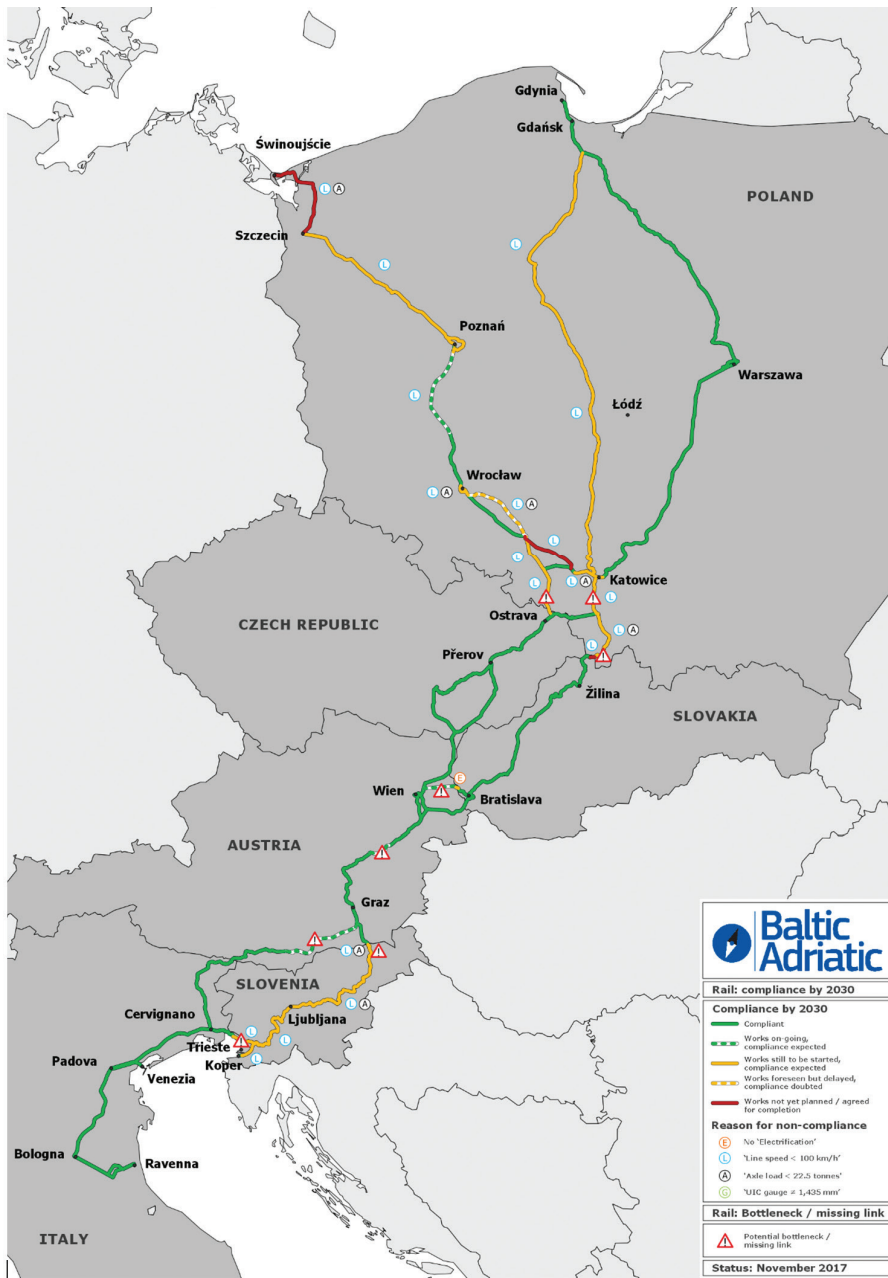 Gdynia
Gdańsk
Świnoujście
POLAND
L A
Szczecin
L
L
Poznań
Warszawa
L
Łódź
L
Wrocław
L A
L A
L
L
Katowice
L A
L
L
Ostrava
CZECH REPUBLIC
L A
L
Přerov
Žilina
SLOVAKIA
E
Wien
Bratislava
AUSTRIA
Graz
L A
SLOVENIA
L A
Ljubljana
Cervignano
L
Trieste
L
Koper
L
Padova
Venezia
Bologna
Ravenna
ITALY
Baltic
Adriatic
Rail: compliance by 2030
Compliance by 2030
Compliant
Works on-going,
compliance expected
Works still to be started,
compliance expected
Works foreseen but delayed,
compliance doubted
Works not yet planned / agreed
for completion
Reason for non-compliance
E No 'Electrification'
L 'Line speed < 100 km/h'
A 'Axle load < 22.5 tonnes'
G 'UIC gauge ≠ 1,435 mm'
Rail: Bottleneck / missing link
! Potential bottleneck /
missing link
Status: November 2017